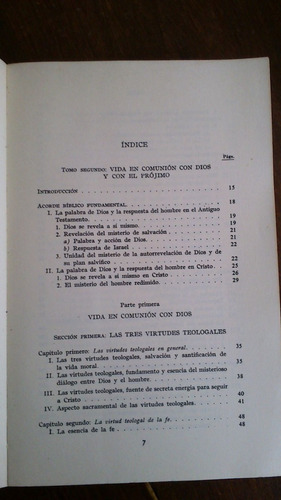 ÍNDICE
TOMO SEGUNDO: VIDA EN COMUNIÓN CON DIOS
Y CON EL PRÓJIMO
Págs.
INTRODUCCIÓN . . . 15
ACORDE BÍBLICO FUNDAMENTAL . . . 18
I. La palabra de Dios y la respuesta del hombre en el Antiguo
Testamento . . . 19
1. Dios se revela a sí mismo . . . 19
2. Revelación del misterio de salvación . . . 21
a) Palabra y acción de Dios . . . 21
b) Respuesta de Israel . . . 22
3. Unidad del misterio de la autorrevelación de Dios y de
su plan salvífico . . . 22
II. La palabra de Dios y la respuesta del hombre en Cristo . . . 25
1. Dios se revela a sí mismo en Cristo . . . 26
2. El misterio del hombre redimido . . . 29
Parte primera
VIDA EN COMUNIÓN CON DIOS
SECCIÓN PRIMERA: LAS TRES VIRTUDES TEOLOGALES
Capítulo primero: Las virtudes teologales en general . . . 35
I. Las tres virtudes teologales, salvación y santificación de
la vida moral . . . 35
II. Las virtudes teologales, fundamento y esencia del misterioso
diálogo entre Dios y el hombre . . . 38
III. Las virtudes teologales, fuente de secreta energía para seguir
a Cristo . . . 40
IV. Aspecto sacramental de las virtudes teologales . . . 41
Capítulo segundo: La virtud teologal de la fe . . . 48
I. La esencia de la fe . . . 48
7